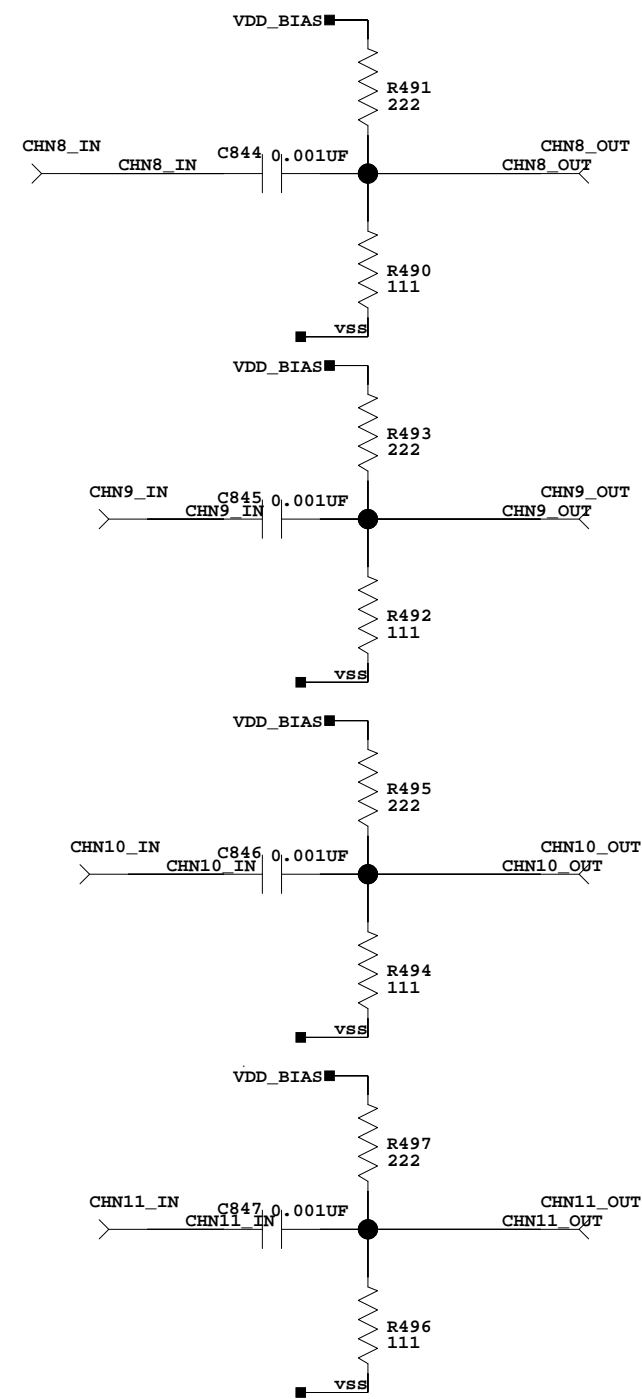 VDD_BIAS
R491
222
CHN8_IN
C844 0.001UF
CHN8_OUT
CHN8_IN
CHN8_OUT
R490
111
vss
VDD_BIAS
R493
222
CHN9_IN
C845 0.001UF
CHN9_OUT
CHN9_IN
CHN9_OUT
R492
111
vss
VDD_BIAS
R495
222
CHN10_IN
C846 0.001UF
CHN10_OUT
CHN10_IN
CHN10_OUT
R494
111
vss
VDD_BIAS
R497
222
CHN11_IN
C847 0.001UF
CHN11_OUT
CHN11_IN
CHN11_OUT
R496
111
vss